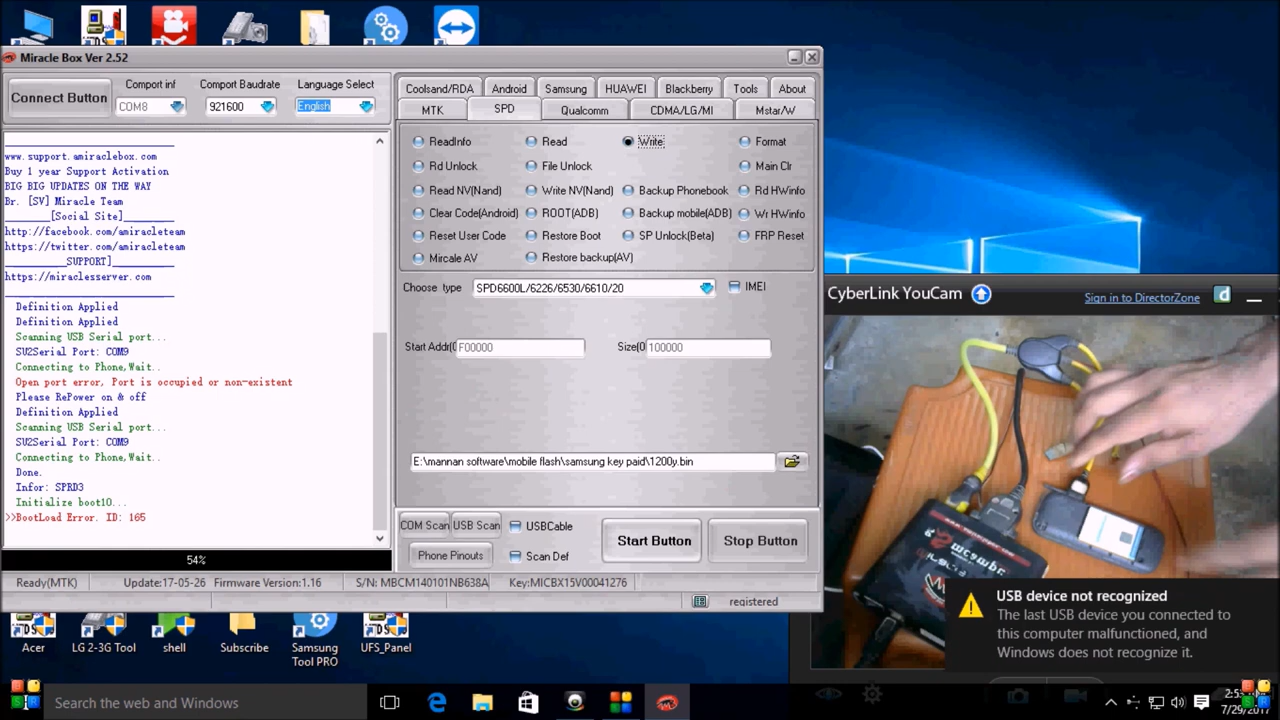 Miracle Box Ver 2.52
Connect Button
Comport inf
Comport Baudrate
Language Select
COM8
921600
English
www.support.amiraclebox.com
Buy 1 year Support Activation
BIG BIG UPDATES ON THE WAY
Br. [SV] Miracle Team
________[Social Site]________
http://facebook.com/amiracleteam
https://twitter.com/amiracleteam
_________SUPPORT]_________
https://miraclesserver.com
Definition Applied
Definition Applied
Scanning USB Serial port...
SU2Serial Port: COM9
Connecting to Phone,Wait..
Open port error, Port is occupied or non-existent
Please RePower on & off
Definition Applied
Scanning USB Serial port...
SU2Serial Port: COM9
Connecting to Phone,Wait..
Done.
Infor: SPRD3
Initialize boot10...
>>BootLoad Error. ID: 165
54%
Coolsand/RDA Android Samsung HUAWEI Blackberry Tools About
MTK SPD Qualcomm CDMA/LG/MI Mstar/W
ReadInfo Read Write Format
Rd Unlock File Unlock Main Clr
Read NV(Nand) Write NV(Nand) Backup Phonebook Rd HWinfo
Clear Code(Android) ROOT(ADB) Backup mobile(ADB) Wr HWinfo
Reset User Code Restore Boot SP Unlock(Beta) FRP Reset
Mircale AV Restore backup(AV)
Choose type SPD6600L/6226/6530/6610/20 IMEI
Start Addr(0 F00000 Size(0 100000
E:\mannan software\mobile flash\samsung key paid\1200y.bin
COM Scan USB Scan USBCable
Start Button Stop Button
Phone Pinouts Scan Def
Ready(MTK) Update:17-05-26 Firmware Version:1.16 S/N: MBCM140101NB638A Key:MICBX15V00041276
registered
CyberLink YouCam
Sign in to DirectorZone
USB device not recognized
The last USB device you connected to
this computer malfunctioned, and
Windows does not recognize it.
Acer
LG 2-3G Tool
shell
Subscribe
Samsung
Tool PRO
UFS_Panel
Search the web and Windows
7/29/2017